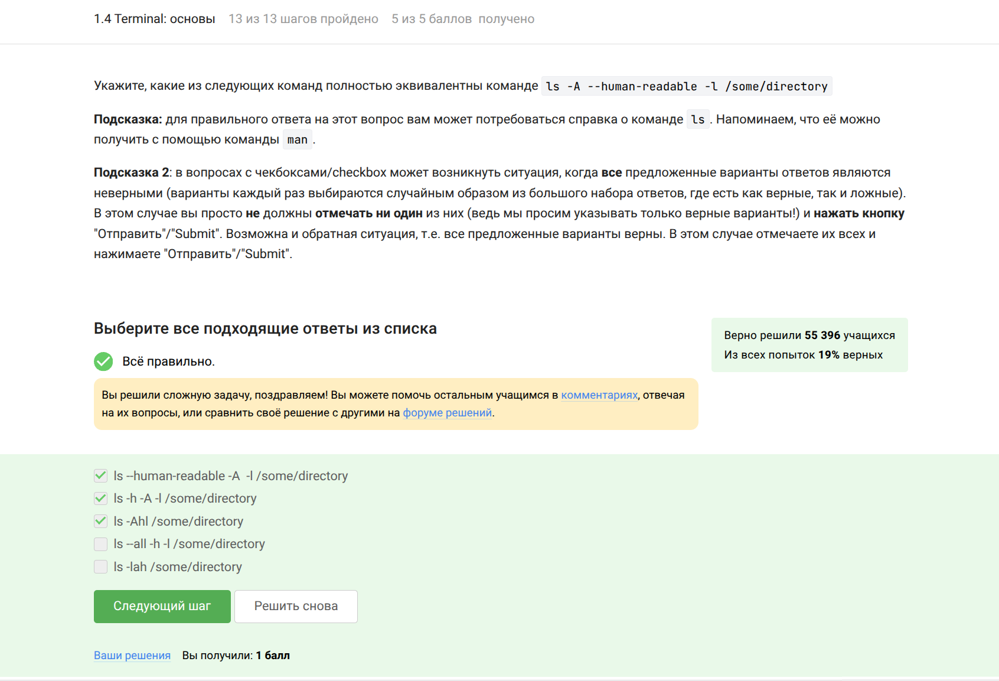 1.4 Terminal: основы 13 из 13 шагов пройдено 5 из 5 баллов получено
Укажите, какие из следующих команд полностью эквивалентны команде ls -A --human-readable -l /some/directory
Подсказка: для правильного ответа на этот вопрос вам может потребоваться справка о команде ls. Напоминаем, что её можно
получить с помощью команды man.
Подсказка 2: в вопросах с чекбоксами/checkbox может возникнуть ситуация, когда все предложенные варианты ответов являются
неверными (варианты каждый раз выбираются случайным образом из большого набора ответов, где есть как верные, так и ложные).
В этом случае вы просто не должны отмечать ни один из них (ведь мы просим указывать только верные варианты!) и нажать кнопку
"Отправить"/"Submit". Возможна и обратная ситуация, т.е. все предложенные варианты верны. В этом случае отмечаете их всех и
нажимаете "Отправить"/"Submit".
Выберите все подходящие ответы из списка
Верно решили 55 396 учащихся
Из всех попыток 19% верных
Всё правильно.
Вы решили сложную задачу, поздравляем! Вы можете помочь остальным учащимся в комментариях, отвечая
на их вопросы, или сравнить своё решение с другими на форуме решений.
ls --human-readable -A -l /some/directory
ls -h -A -l /some/directory
ls -Ahl /some/directory
ls --all -h -l /some/directory
ls -lah /some/directory
Следующий шаг Решить снова
Ваши решения Вы получили: 1 балл